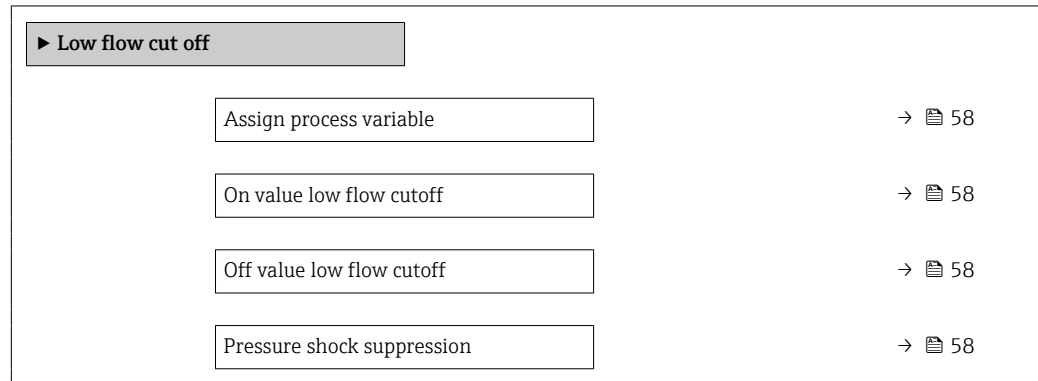 ▶ Low flow cut off
Assign process variable → 58
On value low flow cutoff → 58
Off value low flow cutoff → 58
Pressure shock suppression → 58